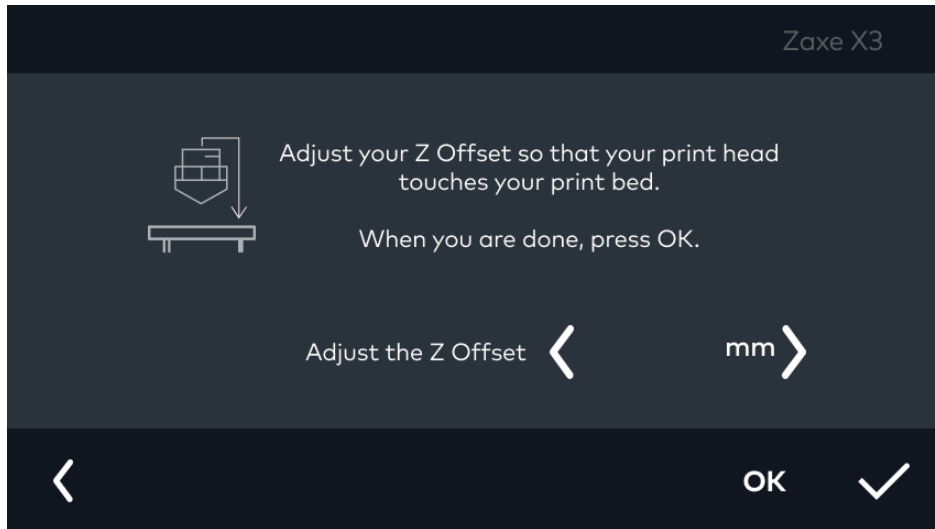 Zaxe X3
Adjust your Z Offset so that your print head
touches your print bed.
When you are done, press OK.
Adjust the Z Offset mm
OK